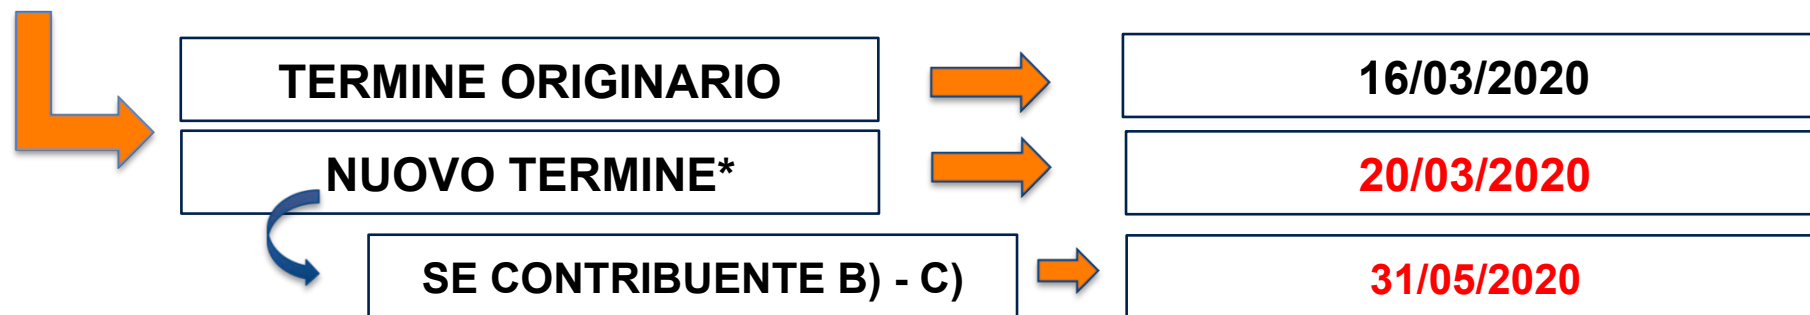 TERMINE ORIGINARIO 16/03/2020
NUOVO TERMINE* 20/03/2020
SE CONTRIBUENTE B) - C) 31/05/2020